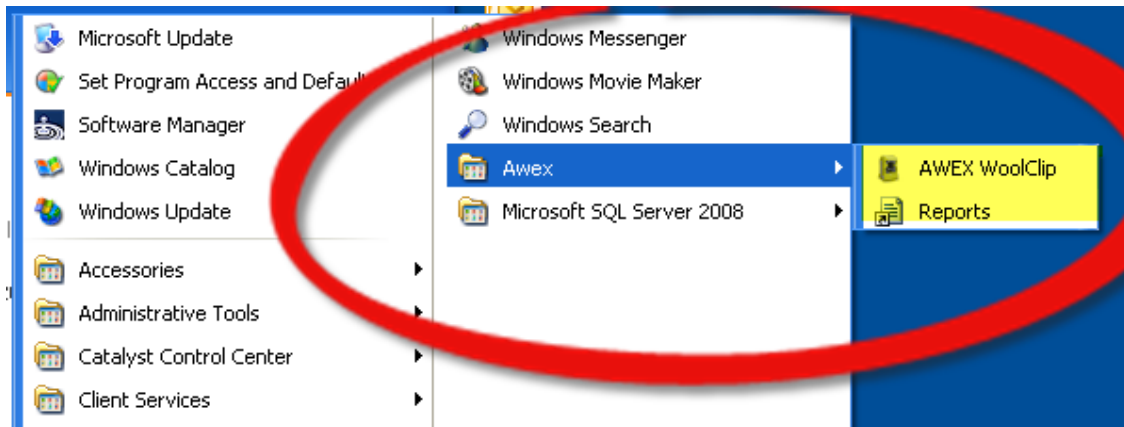 Microsoft Update
Set Program Access and Defaul
Software Manager
Windows Catalog
Windows Update
Accessories
Administrative Tools
Catalyst Control Center
Client Services
Windows Messenger
Windows Movie Maker
Windows Search
Awex
Microsoft SQL Server 2008
AWEX WoolClip
Reports